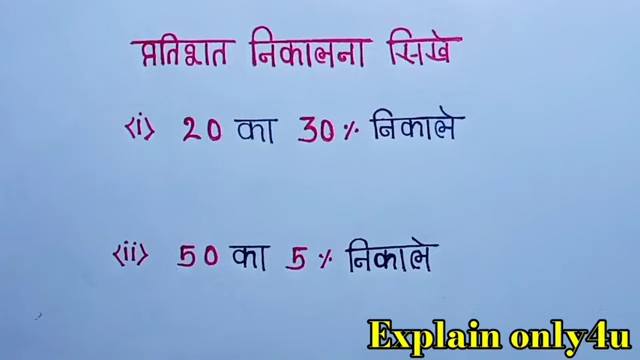 प्रतिशत निकालना सिखे
(i) 20 का 30% निकाले
(ii) 50 का 5% निकाले
Explain only4u